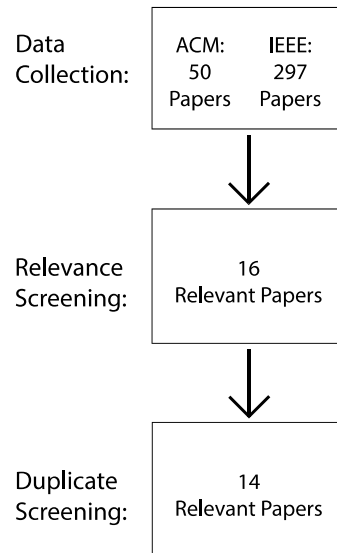 Data
Collection:
ACM: IEEE:
50 297
Papers Papers
Relevance
Screening:
16
Relevant Papers
Duplicate
Screening:
14
Relevant Papers